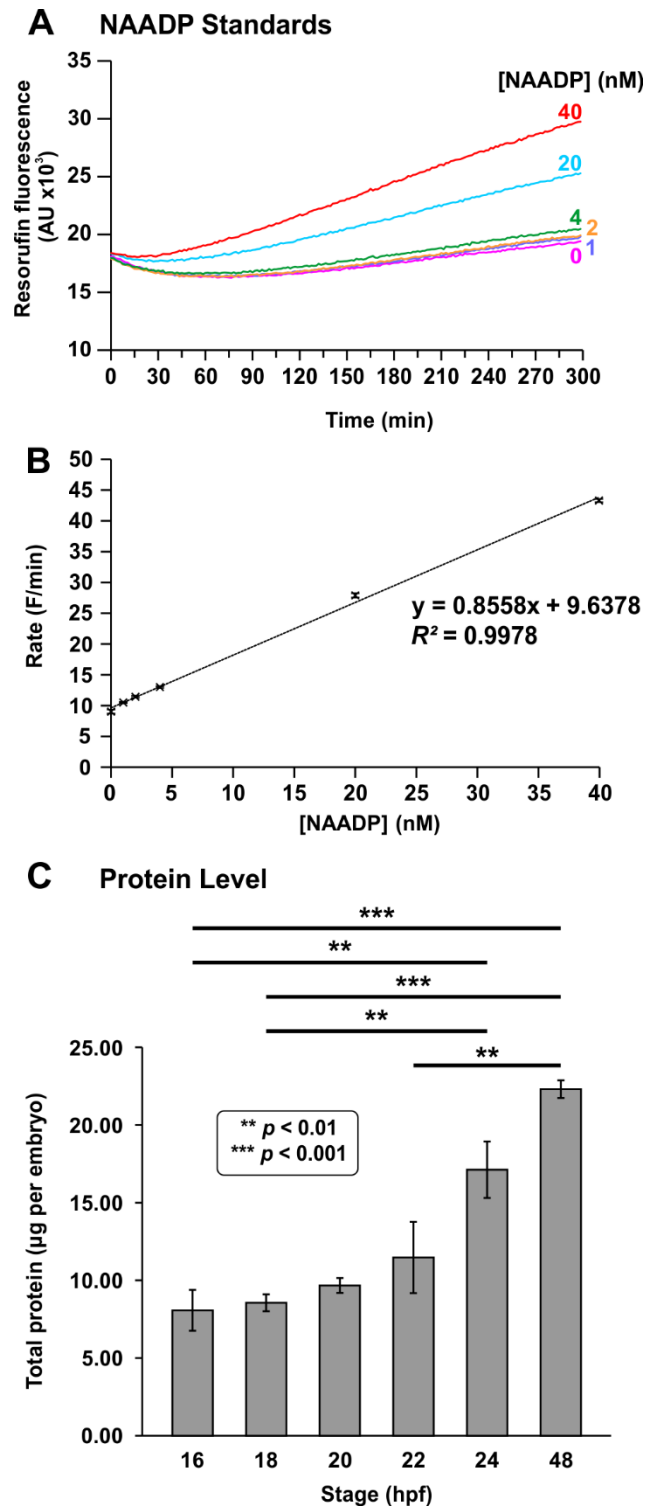 A NAADP Standards
[NAADP] (nM)
Resorufin fluorescence
(AU x10³)
35
30
25
20
15
10
40
20
4
2
1
0
0 30 60 90 120 150 180 210 240 270 300
Time (min)
B
Rate (F/min)
50
45
40
35
30
25
20
15
10
5
0
y = 0.8558x + 9.6378
R² = 0.9978
0 5 10 15 20 25 30 35 40
[NAADP] (nM)
C Protein Level
***
**
***
**
**
Total protein (µg per embryo)
25.00
20.00
15.00
10.00
5.00
0.00
** p < 0.01
*** p < 0.001
16 18 20 22 24 48
Stage (hpf)